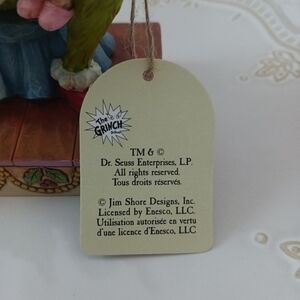 The
GRINCH
TM & ©
Dr. Seuss Enterprises, L.P.
All rights reserved.
Tous droits réservés.
© Jim Shore Designs, Inc.
Licensed by Enesco, LLC.
Utilisation autorisée en vertu
d'une licence d'Enesco, LLC